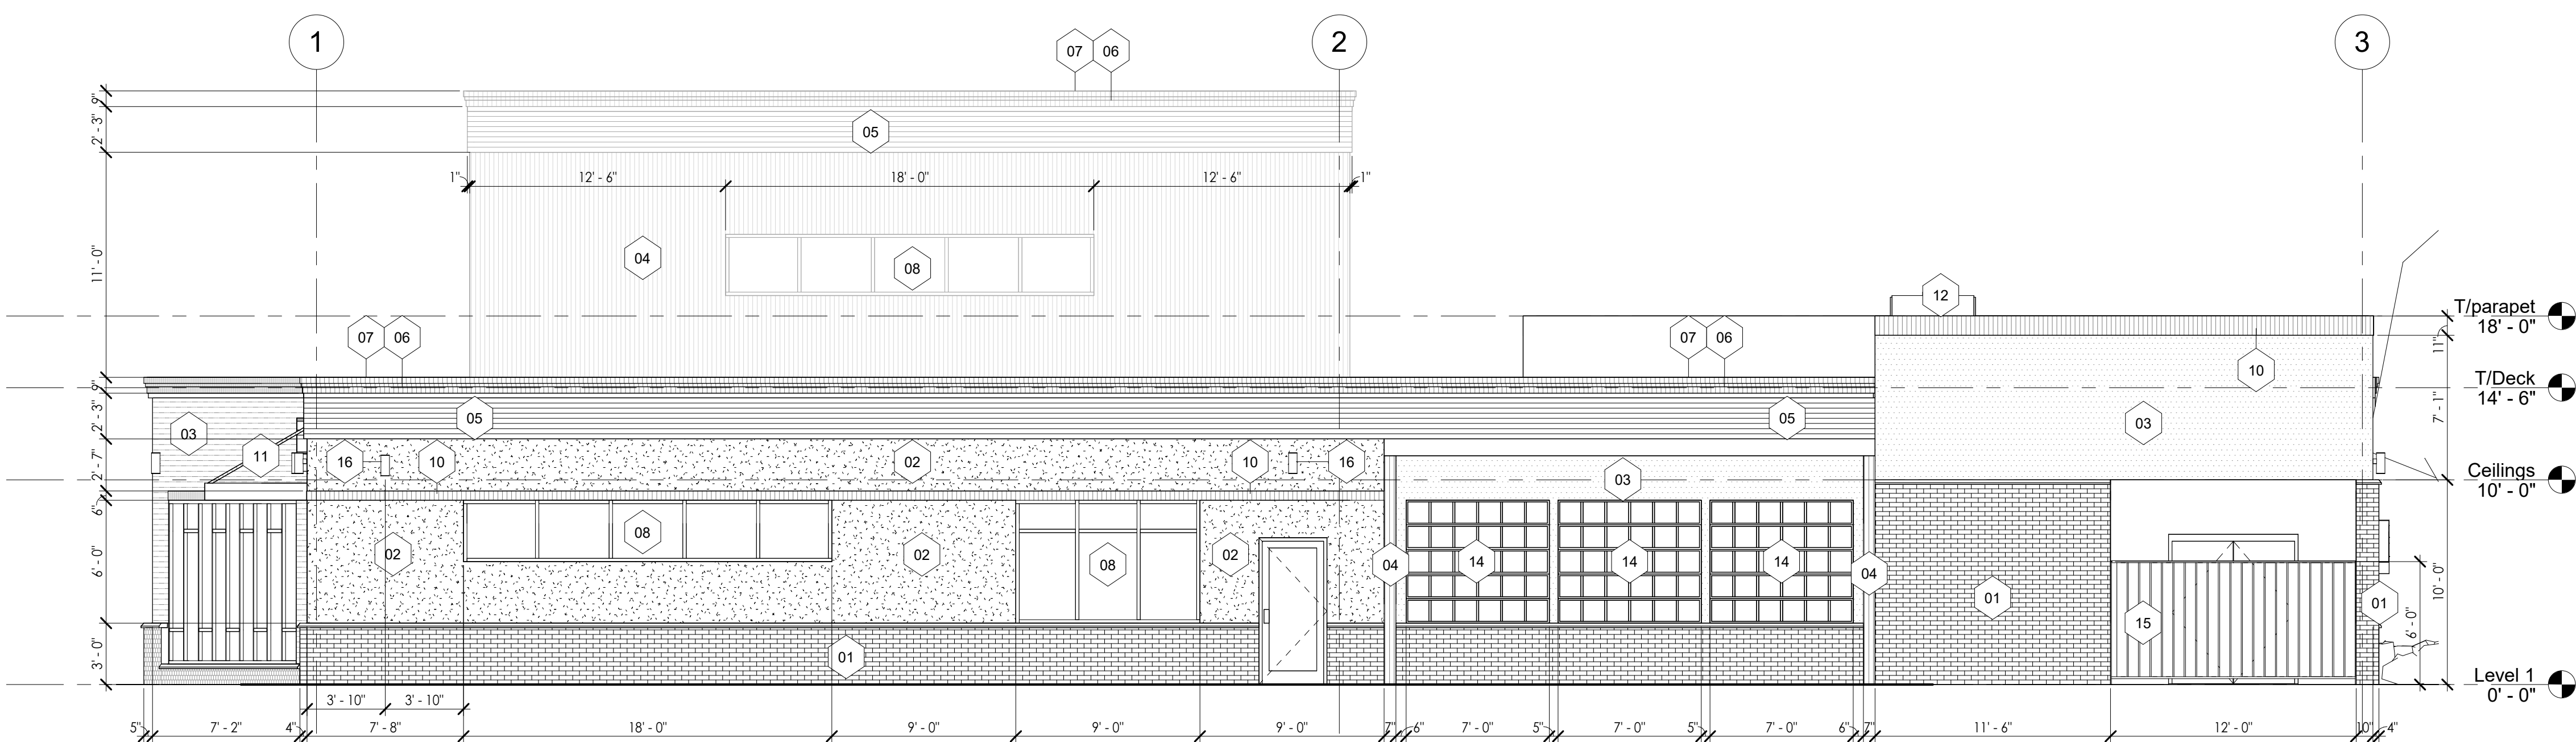 1
2
3
07 06
9"
2' - 3"
05
1"
12' - 6"
18' - 0"
12' - 6"
1"
11' - 0"
04
08
12
T/parapet
18' - 0"
07 06
07 06
11"
10
9"
T/Deck
14' - 6"
2' - 3"
03
05
05
03
7' - 1"
11
16
10
02
10
16
2' - 7"
03
Ceilings
10' - 0"
6"
08
02
02
02
08
04
14
14
14
04
6' - 0"
01
15
01
10' - 0"
6' - 0"
3' - 0"
01
Level 1
0' - 0"
3' - 10"
3' - 10"
5"
7' - 2"
4"
7' - 8"
18' - 0"
9' - 0"
9' - 0"
9' - 0"
7"
6"
7' - 0"
5"
7' - 0"
5"
7' - 0"
6"
7"
11' - 6"
12' - 0"
10"
4"